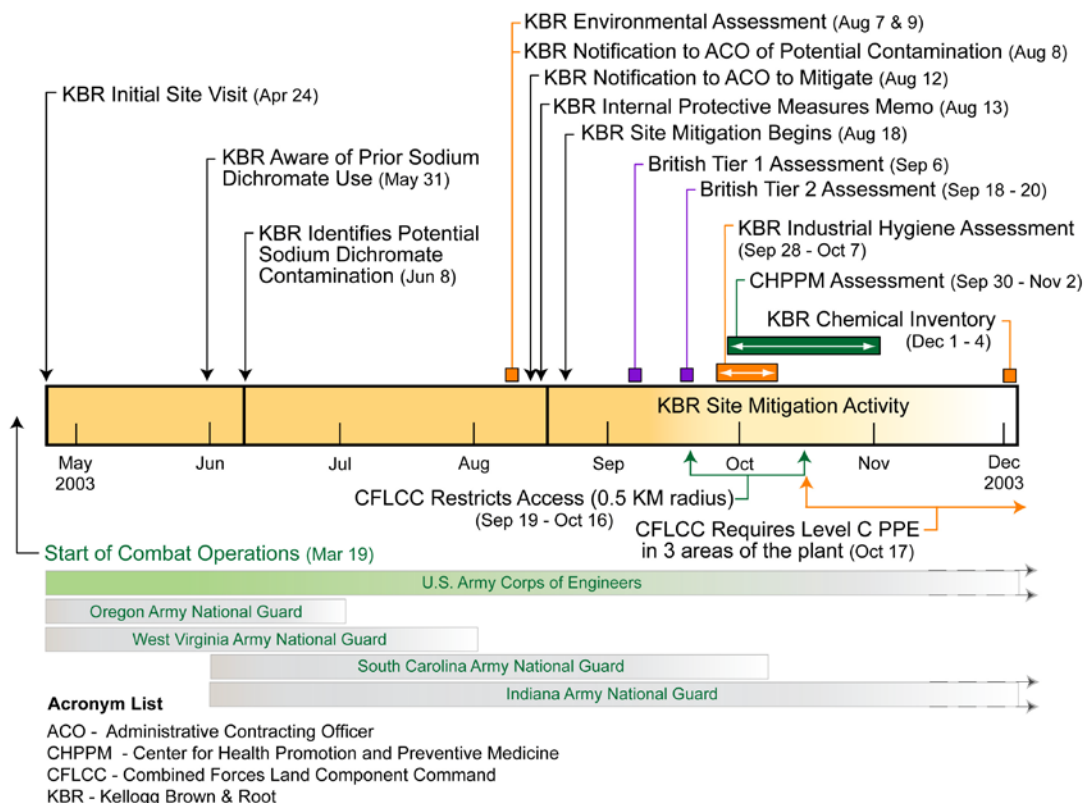 KBR Environmental Assessment (Aug 7 & 9)
KBR Notification to ACO of Potential Contamination (Aug 8)
KBR Notification to ACO to Mitigate (Aug 12)
KBR Initial Site Visit (Apr 24)
KBR Internal Protective Measures Memo (Aug 13)
KBR Site Mitigation Begins (Aug 18)
KBR Aware of Prior Sodium
Dichromate Use (May 31)
British Tier 1 Assessment (Sep 6)
British Tier 2 Assessment (Sep 18 - 20)
KBR Identifies Potential
Sodium Dichromate
Contamination (Jun 8)
KBR Industrial Hygiene Assessment
(Sep 28 - Oct 7)
CHPPM Assessment (Sep 30 - Nov 2)
KBR Chemical Inventory
(Dec 1 - 4)
KBR Site Mitigation Activity
May
2003
Jun
Jul
Aug
Sep
Oct
Nov
Dec
2003
CFLCC Restricts Access (0.5 KM radius)
(Sep 19 - Oct 16)
CFLCC Requires Level C PPE
in 3 areas of the plant (Oct 17)
Start of Combat Operations (Mar 19)
U.S. Army Corps of Engineers
Oregon Army National Guard
West Virginia Army National Guard
South Carolina Army National Guard
Indiana Army National Guard
Acronym List
ACO - Administrative Contracting Officer
CHPPM - Center for Health Promotion and Preventive Medicine
CFLCC - Combined Forces Land Component Command
KBR - Kellogg Brown & Root